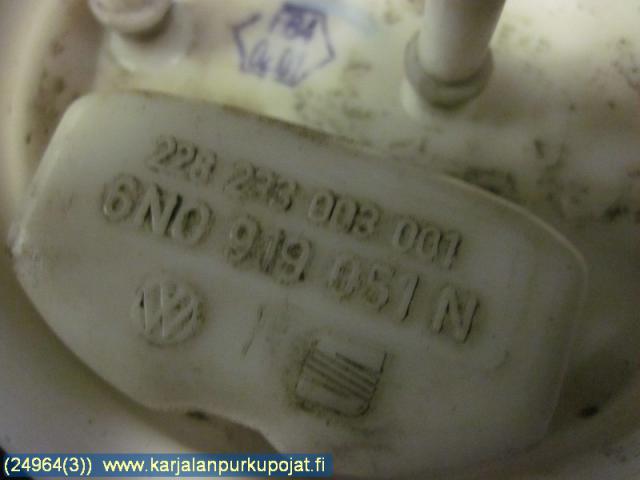 228 233 003 001
6N0 919 051 N
(24964(3)) www.karjalanpurkupojat.fi